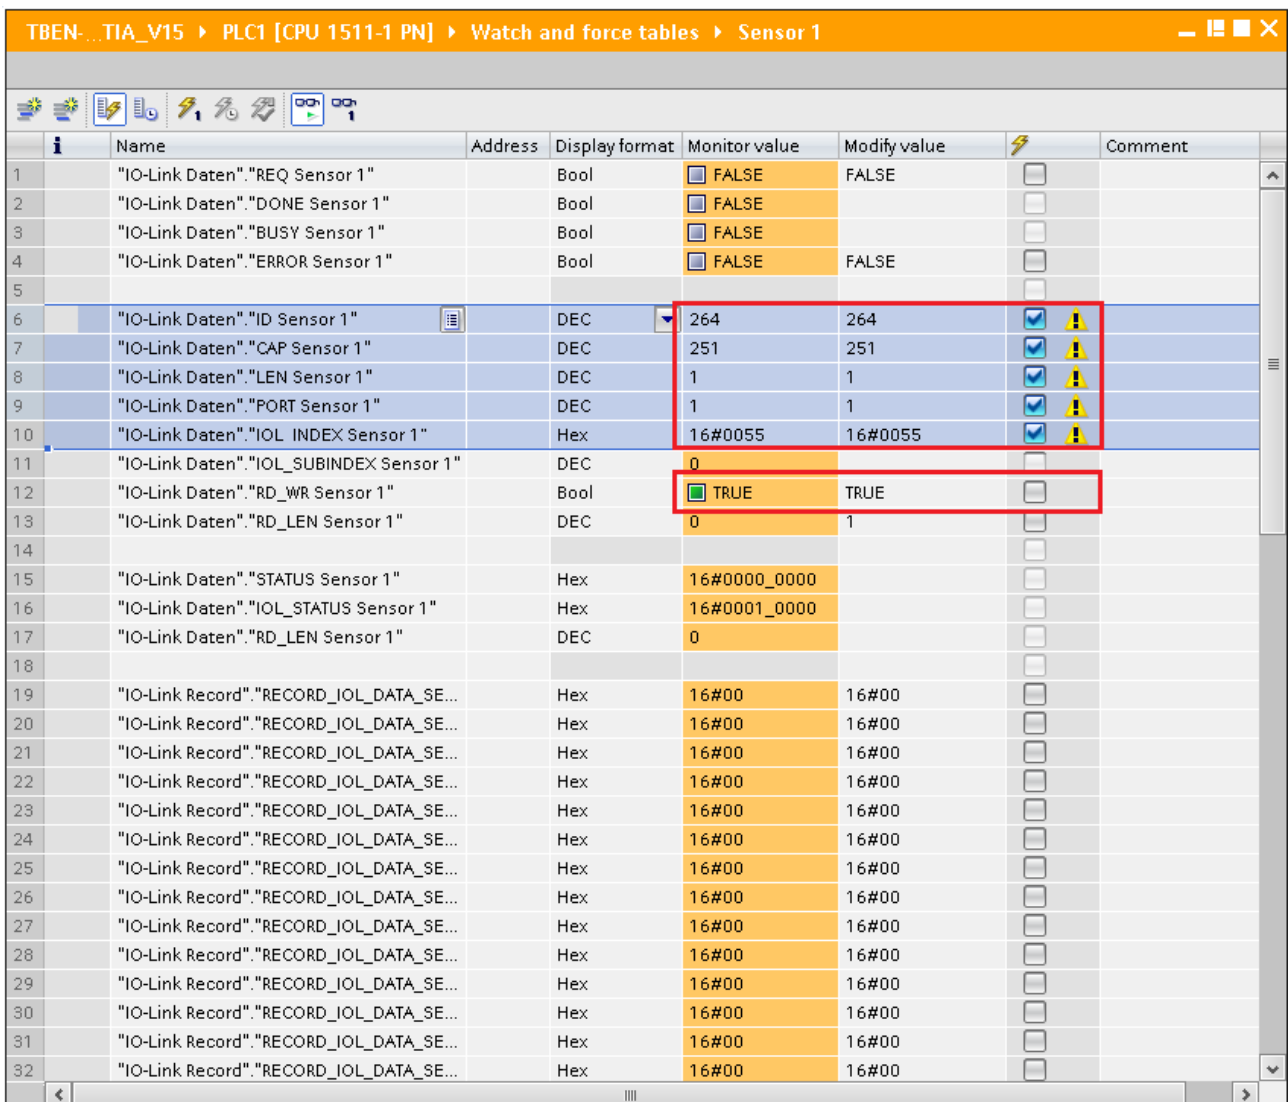 TBEN-...TIA_V15 ▸ PLC1 [CPU 1511-1 PN] ▸ Watch and force tables ▸ Sensor 1
i Name Address Display format Monitor value Modify value Comment
1 "IO-Link Daten"."REQ Sensor 1" Bool FALSE FALSE
2 "IO-Link Daten"."DONE Sensor 1" Bool FALSE
3 "IO-Link Daten"."BUSY Sensor 1" Bool FALSE
4 "IO-Link Daten"."ERROR Sensor 1" Bool FALSE FALSE
5
6 "IO-Link Daten"."ID Sensor 1" DEC 264 264
7 "IO-Link Daten"."CAP Sensor 1" DEC 251 251
8 "IO-Link Daten"."LEN Sensor 1" DEC 1 1
9 "IO-Link Daten"."PORT Sensor 1" DEC 1 1
10 "IO-Link Daten"."IOL_INDEX Sensor 1" Hex 16#0055 16#0055
11 "IO-Link Daten"."IOL_SUBINDEX Sensor 1" DEC 0
12 "IO-Link Daten"."RD_WR Sensor 1" Bool TRUE TRUE
13 "IO-Link Daten"."RD_LEN Sensor 1" DEC 0 1
14
15 "IO-Link Daten"."STATUS Sensor 1" Hex 16#0000_0000
16 "IO-Link Daten"."IOL_STATUS Sensor 1" Hex 16#0001_0000
17 "IO-Link Daten"."RD_LEN Sensor 1" DEC 0
18
19 "IO-Link Record"."RECORD_IOL_DATA_SE... Hex 16#00 16#00
20 "IO-Link Record"."RECORD_IOL_DATA_SE... Hex 16#00 16#00
21 "IO-Link Record"."RECORD_IOL_DATA_SE... Hex 16#00 16#00
22 "IO-Link Record"."RECORD_IOL_DATA_SE... Hex 16#00 16#00
23 "IO-Link Record"."RECORD_IOL_DATA_SE... Hex 16#00 16#00
24 "IO-Link Record"."RECORD_IOL_DATA_SE... Hex 16#00 16#00
25 "IO-Link Record"."RECORD_IOL_DATA_SE... Hex 16#00 16#00
26 "IO-Link Record"."RECORD_IOL_DATA_SE... Hex 16#00 16#00
27 "IO-Link Record"."RECORD_IOL_DATA_SE... Hex 16#00 16#00
28 "IO-Link Record"."RECORD_IOL_DATA_SE... Hex 16#00 16#00
29 "IO-Link Record"."RECORD_IOL_DATA_SE... Hex 16#00 16#00
30 "IO-Link Record"."RECORD_IOL_DATA_SE... Hex 16#00 16#00
31 "IO-Link Record"."RECORD_IOL_DATA_SE... Hex 16#00 16#00
32 "IO-Link Record"."RECORD_IOL_DATA_SE... Hex 16#00 16#00